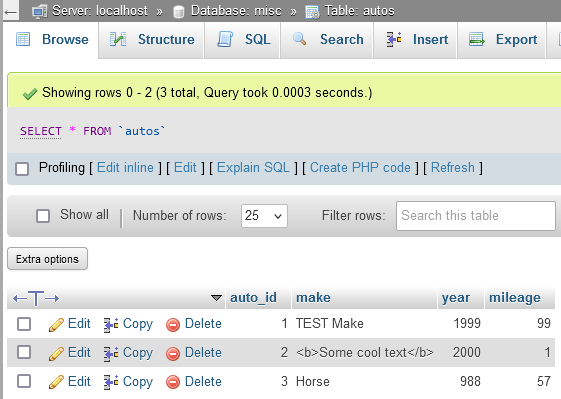 Server: localhost » Database: misc » Table: autos
Browse Structure SQL Search Insert Export
Showing rows 0 - 2 (3 total, Query took 0.0003 seconds.)
SELECT * FROM `autos`
Profiling [ Edit inline ] [ Edit ] [ Explain SQL ] [ Create PHP code ] [ Refresh ]
Show all Number of rows: 25 Filter rows: Search this table
Extra options
auto_id make year mileage
Edit Copy Delete 1 TEST Make 1999 99
Edit Copy Delete 2 <b>Some cool text</b> 2000 1
Edit Copy Delete 3 Horse 988 57